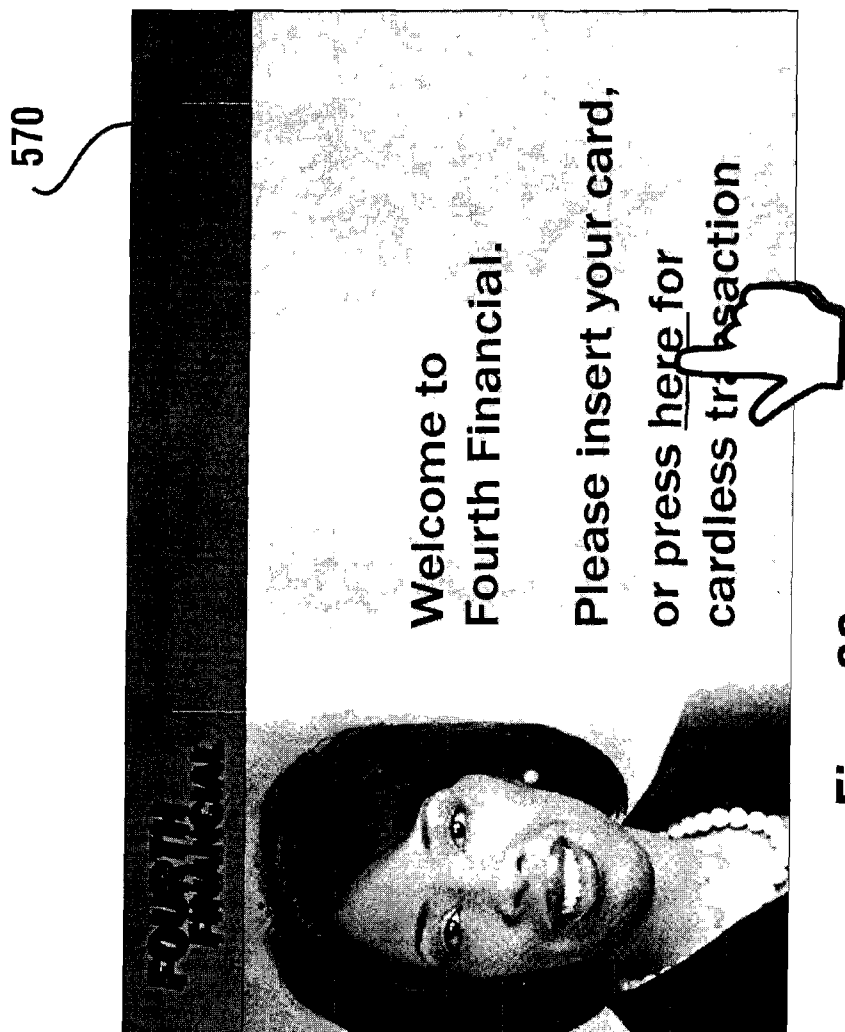 570
FOURTH
FINANCIAL
Welcome to
Fourth Financial.
Please insert your card,
or press here for
cardless transaction